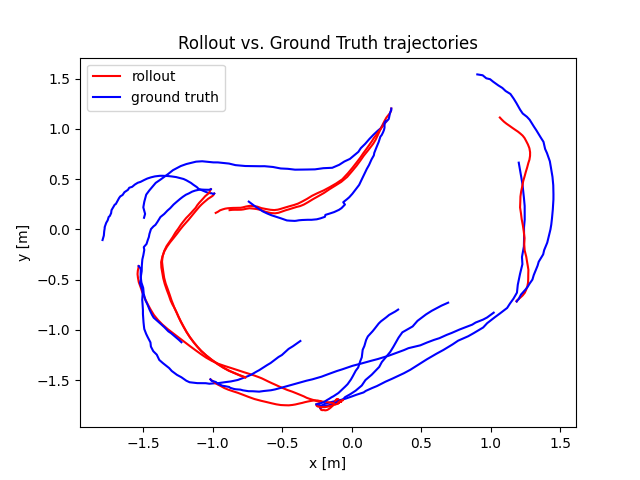 Rollout vs. Ground Truth trajectories
rollout
ground truth
1.5
1.0
0.5
0.0
−0.5
−1.0
−1.5
y [m]
−1.5 −1.0 −0.5 0.0 0.5 1.0 1.5
x [m]